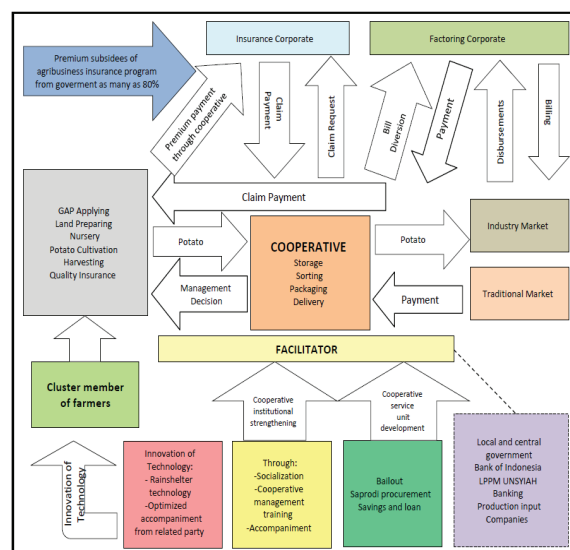 Premium subsidees of
agribusiness insurance program
from goverment as many as 80%
Insurance Corporate
Factoring Corporate
Premium payment
through cooperative
Claim
Payment
Claim Request
Bill
Diversion
Payment
Disbursements
Billing
Claim Payment
GAP Applying
Land Preparing
Nursery
Potato Cultivation
Harvesting
Quality Insurance
Potato
Management
Decision
COOPERATIVE
Storage
Sorting
Packaging
Delivery
Potato
Payment
Industry Market
Traditional Market
FACILITATOR
Cluster member
of farmers
Cooperative
institutional
strengthening
Cooperative
service
unit
development
Innovation of
Technology
Innovation of
Technology:
- Rainshelter
technology
- Optimized
accompaniment
from related party
Through:
-Socialization
-Cooperative
management
training
-Accompaniment
Bailout
Saprodi procurement
Savings and loan
Local and central
government
Bank of Indonesia
LPPM UNSYIAH
Banking
Production input
Companies